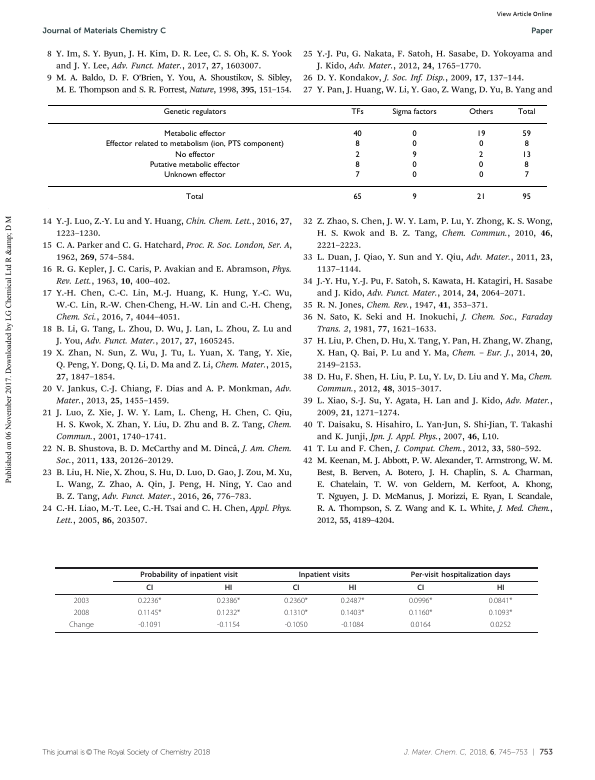 View Article Online
Journal of Materials Chemistry C
Paper
8 Y. Im, S. Y. Byun, J. H. Kim, D. R. Lee, C. S. Oh, K. S. Yook
and J. Y. Lee, Adv. Funct. Mater., 2017, 27, 1603007.
9 M. A. Baldo, D. F. O'Brien, Y. You, A. Shoustikov, S. Sibley,
M. E. Thompson and S. R. Forrest, Nature, 1998, 395, 151–154.
25 Y.-J. Pu, G. Nakata, F. Satoh, H. Sasabe, D. Yokoyama and
J. Kido, Adv. Mater., 2012, 24, 1765–1770.
26 D. Y. Kondakov, J. Soc. Inf. Disp., 2009, 17, 137–144.
27 Y. Pan, J. Huang, W. Li, Y. Gao, Z. Wang, D. Yu, B. Yang and
Genetic regulators TFs Sigma factors Others Total
Metabolic effector 40 0 19 59
Effector related to metabolism (ion, PTS component) 8 0 0 8
No effector 2 9 2 13
Putative metabolic effector 8 0 0 8
Unknown effector 7 0 0 7
Total 65 9 21 95
14 Y.-J. Luo, Z.-Y. Lu and Y. Huang, Chin. Chem. Lett., 2016, 27,
1223–1230.
15 C. A. Parker and C. G. Hatchard, Proc. R. Soc. London, Ser. A,
1962, 269, 574–584.
16 R. G. Kepler, J. C. Caris, P. Avakian and E. Abramson, Phys.
Rev. Lett., 1963, 10, 400–402.
17 Y.-H. Chen, C.-C. Lin, M.-J. Huang, K. Hung, Y.-C. Wu,
W.-C. Lin, R.-W. Chen-Cheng, H.-W. Lin and C.-H. Cheng,
Chem. Sci., 2016, 7, 4044–4051.
18 B. Li, G. Tang, L. Zhou, D. Wu, J. Lan, L. Zhou, Z. Lu and
J. You, Adv. Funct. Mater., 2017, 27, 1605245.
19 X. Zhan, N. Sun, Z. Wu, J. Tu, L. Yuan, X. Tang, Y. Xie,
Q. Peng, Y. Dong, Q. Li, D. Ma and Z. Li, Chem. Mater., 2015,
27, 1847–1854.
20 V. Jankus, C.-J. Chiang, F. Dias and A. P. Monkman, Adv.
Mater., 2013, 25, 1455–1459.
21 J. Luo, Z. Xie, J. W. Y. Lam, L. Cheng, H. Chen, C. Qiu,
H. S. Kwok, X. Zhan, Y. Liu, D. Zhu and B. Z. Tang, Chem.
Commun., 2001, 1740–1741.
22 N. B. Shustova, B. D. McCarthy and M. Dincă, J. Am. Chem.
Soc., 2011, 133, 20126–20129.
23 B. Liu, H. Nie, X. Zhou, S. Hu, D. Luo, D. Gao, J. Zou, M. Xu,
L. Wang, Z. Zhao, A. Qin, J. Peng, H. Ning, Y. Cao and
B. Z. Tang, Adv. Funct. Mater., 2016, 26, 776–783.
24 C.-H. Liao, M.-T. Lee, C.-H. Tsai and C. H. Chen, Appl. Phys.
Lett., 2005, 86, 203507.
32 Z. Zhao, S. Chen, J. W. Y. Lam, P. Lu, Y. Zhong, K. S. Wong,
H. S. Kwok and B. Z. Tang, Chem. Commun., 2010, 46,
2221–2223.
33 L. Duan, J. Qiao, Y. Sun and Y. Qiu, Adv. Mater., 2011, 23,
1137–1144.
34 J.-Y. Hu, Y.-J. Pu, F. Satoh, S. Kawata, H. Katagiri, H. Sasabe
and J. Kido, Adv. Funct. Mater., 2014, 24, 2064–2071.
35 R. N. Jones, Chem. Rev., 1947, 41, 353–371.
36 N. Sato, K. Seki and H. Inokuchi, J. Chem. Soc., Faraday
Trans. 2, 1981, 77, 1621–1633.
37 H. Liu, P. Chen, D. Hu, X. Tang, Y. Pan, H. Zhang, W. Zhang,
X. Han, Q. Bai, P. Lu and Y. Ma, Chem. – Eur. J., 2014, 20,
2149–2153.
38 D. Hu, F. Shen, H. Liu, P. Lu, Y. Lv, D. Liu and Y. Ma, Chem.
Commun., 2012, 48, 3015–3017.
39 L. Xiao, S.-J. Su, Y. Agata, H. Lan and J. Kido, Adv. Mater.,
2009, 21, 1271–1274.
40 T. Daisaku, S. Hisahiro, L. Yan-Jun, S. Shi-Jian, T. Takashi
and K. Junji, Jpn. J. Appl. Phys., 2007, 46, L10.
41 T. Lu and F. Chen, J. Comput. Chem., 2012, 33, 580–592.
42 M. Keenan, M. J. Abbott, P. W. Alexander, T. Armstrong, W. M.
Best, B. Berven, A. Botero, J. H. Chaplin, S. A. Charman,
E. Chatelain, T. W. von Geldern, M. Kerfoot, A. Khong,
T. Nguyen, J. D. McManus, J. Morizzi, E. Ryan, I. Scandale,
R. A. Thompson, S. Z. Wang and K. L. White, J. Med. Chem.,
2012, 55, 4189–4204.
Probability of inpatient visit Inpatient visits Per-visit hospitalization days
CI HI CI HI CI HI
2003 0.2236* 0.2386* 0.2360* 0.2487* 0.0996* 0.0841*
2008 0.1145* 0.1232* 0.1310* 0.1403* 0.1160* 0.1093*
Change -0.1091 -0.1154 -0.1050 -0.1084 0.0164 0.0252
Published on 06 November 2017. Downloaded by LG Chemical Ltd R &amp; D M
This journal is © The Royal Society of Chemistry 2018
J. Mater. Chem. C, 2018, 6, 745–753 | 753